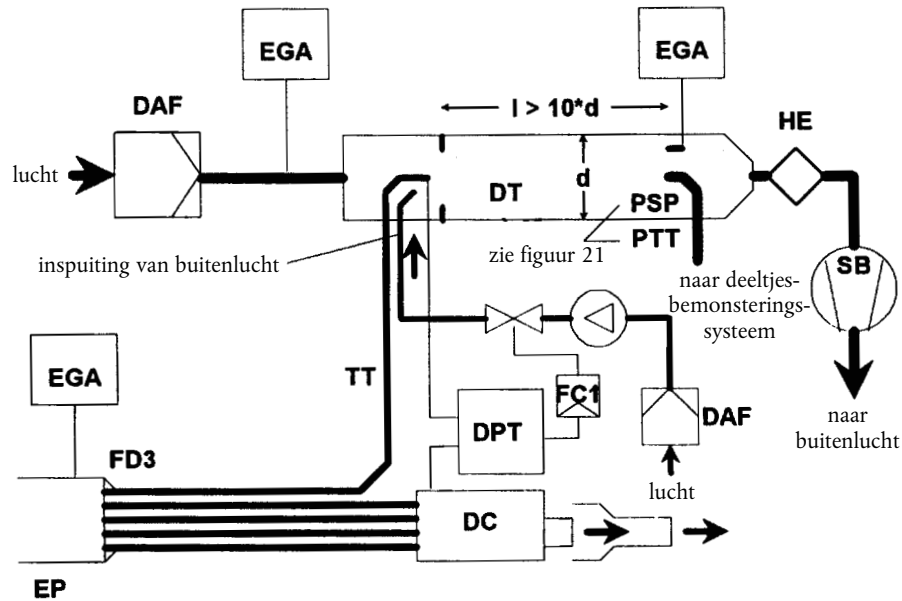 EGA
EGA
DAF
l > 10*d
HE
lucht
DT
d
PSP
PTT
zie figuur 21
inspuiting van buitenlucht
naar deeltjes-
bemonsterings-
systeem
SB
TT
EGA
FC1
DAF
naar
buitenlucht
DPT
FD3
lucht
DC
EP